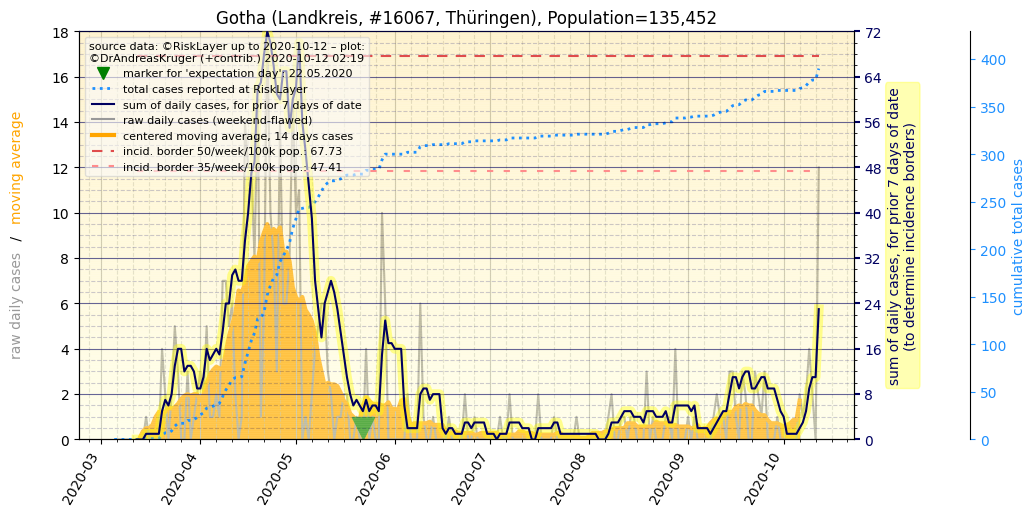 Gotha (Landkreis, #16067, Thüringen), Population=135,452
source data: ©RiskLayer up to 2020-10-12 – plot:
©DrAndreasKruger (+contrib.) 2020-10-12 02:19
marker for 'expectation day': 22.05.2020
total cases reported at RiskLayer
sum of daily cases, for prior 7 days of date
raw daily cases (weekend-flawed)
centered moving average, 14 days cases
incid. border 50/week/100k pop.: 67.73
incid. border 35/week/100k pop.: 47.41
raw daily cases / moving average
18
16
14
12
10
8
6
4
2
0
2020-03
2020-04
2020-05
2020-06
2020-07
2020-08
2020-09
2020-10
72
64
56
48
40
32
24
16
8
0
sum of daily cases, for prior 7 days of date
(to determine incidence borders)
400
350
300
250
200
150
100
50
0
cumulative total cases